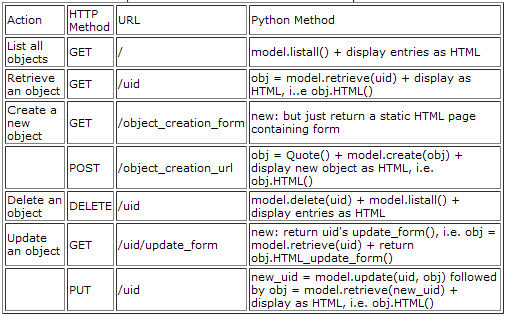 Action HTTP Method URL Python Method
List all objects GET / model.listall() + display entries as HTML
Retrieve an object GET /uid obj = model.retrieve(uid) + display as HTML, i..e obj.HTML()
Create a new object GET /object_creation_form new: but just return a static HTML page containing form
POST /object_creation_url obj = Quote() + model.create(obj) + display new object as HTML, i.e. obj.HTML()
Delete an object DELETE /uid model.delete(uid) + model.listall() + display entries as HTML
Update an object GET /uid/update_form new: return uid's update_form(), i.e. obj = model.retrieve(uid) + return obj.HTML_update_form()
PUT /uid new_uid = model.update(uid, obj) followed by obj = model.retrieve(new_uid) + display as HTML, i.e. obj.HTML()